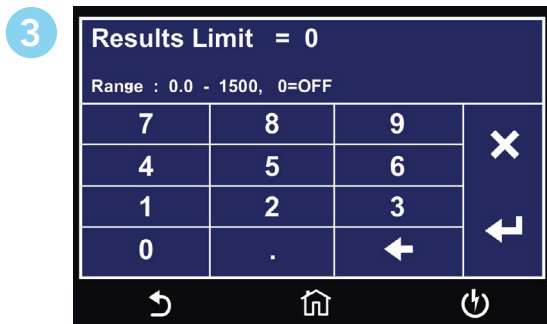 3
Results Limit = 0
Range : 0.0 - 1500, 0=OFF
7 8 9
4 5 6
1 2 3
0 .